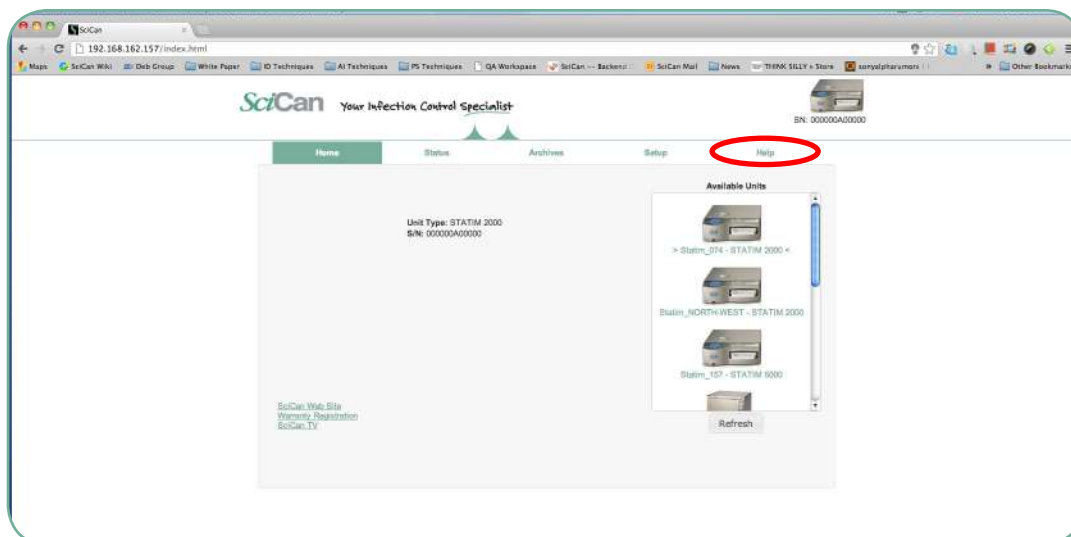 SciCan
192.168.162.157/index.html
Maps SciCan Wiki Deb Group White Paper ID Techniques AI Techniques PS Techniques QA Workspace SciCan -- Backend SciCan Mail News THINK SILLY » Store Other Bookmarks
SciCan Your Infection Control Specialist
SN: 000000A00000
Home Status Archives Setup Help
Available Units
Unit Type: STATIM 2000
S/N: 000000A00000
> Statim_074 - STATIM 2000 <
Statim_NORTH-WEST - STATIM 2000
Statim_157 - STATIM 5000
SciCan Web Site
Warranty Registration
SciCan TV
Refresh